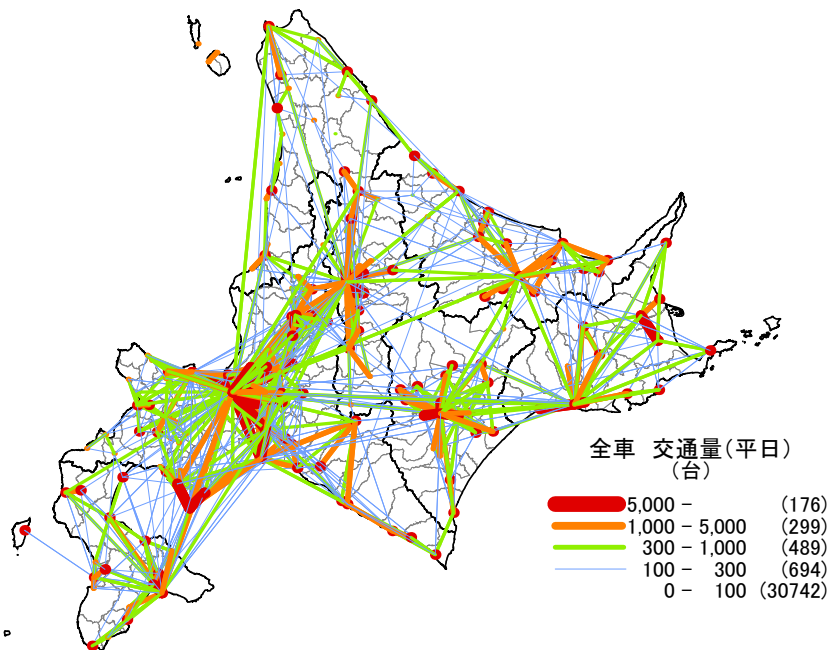 全車 交通量(平日)
(台)
5,000 - (176)
1,000 - 5,000 (299)
300 - 1,000 (489)
100 - 300 (694)
0 - 100 (30742)